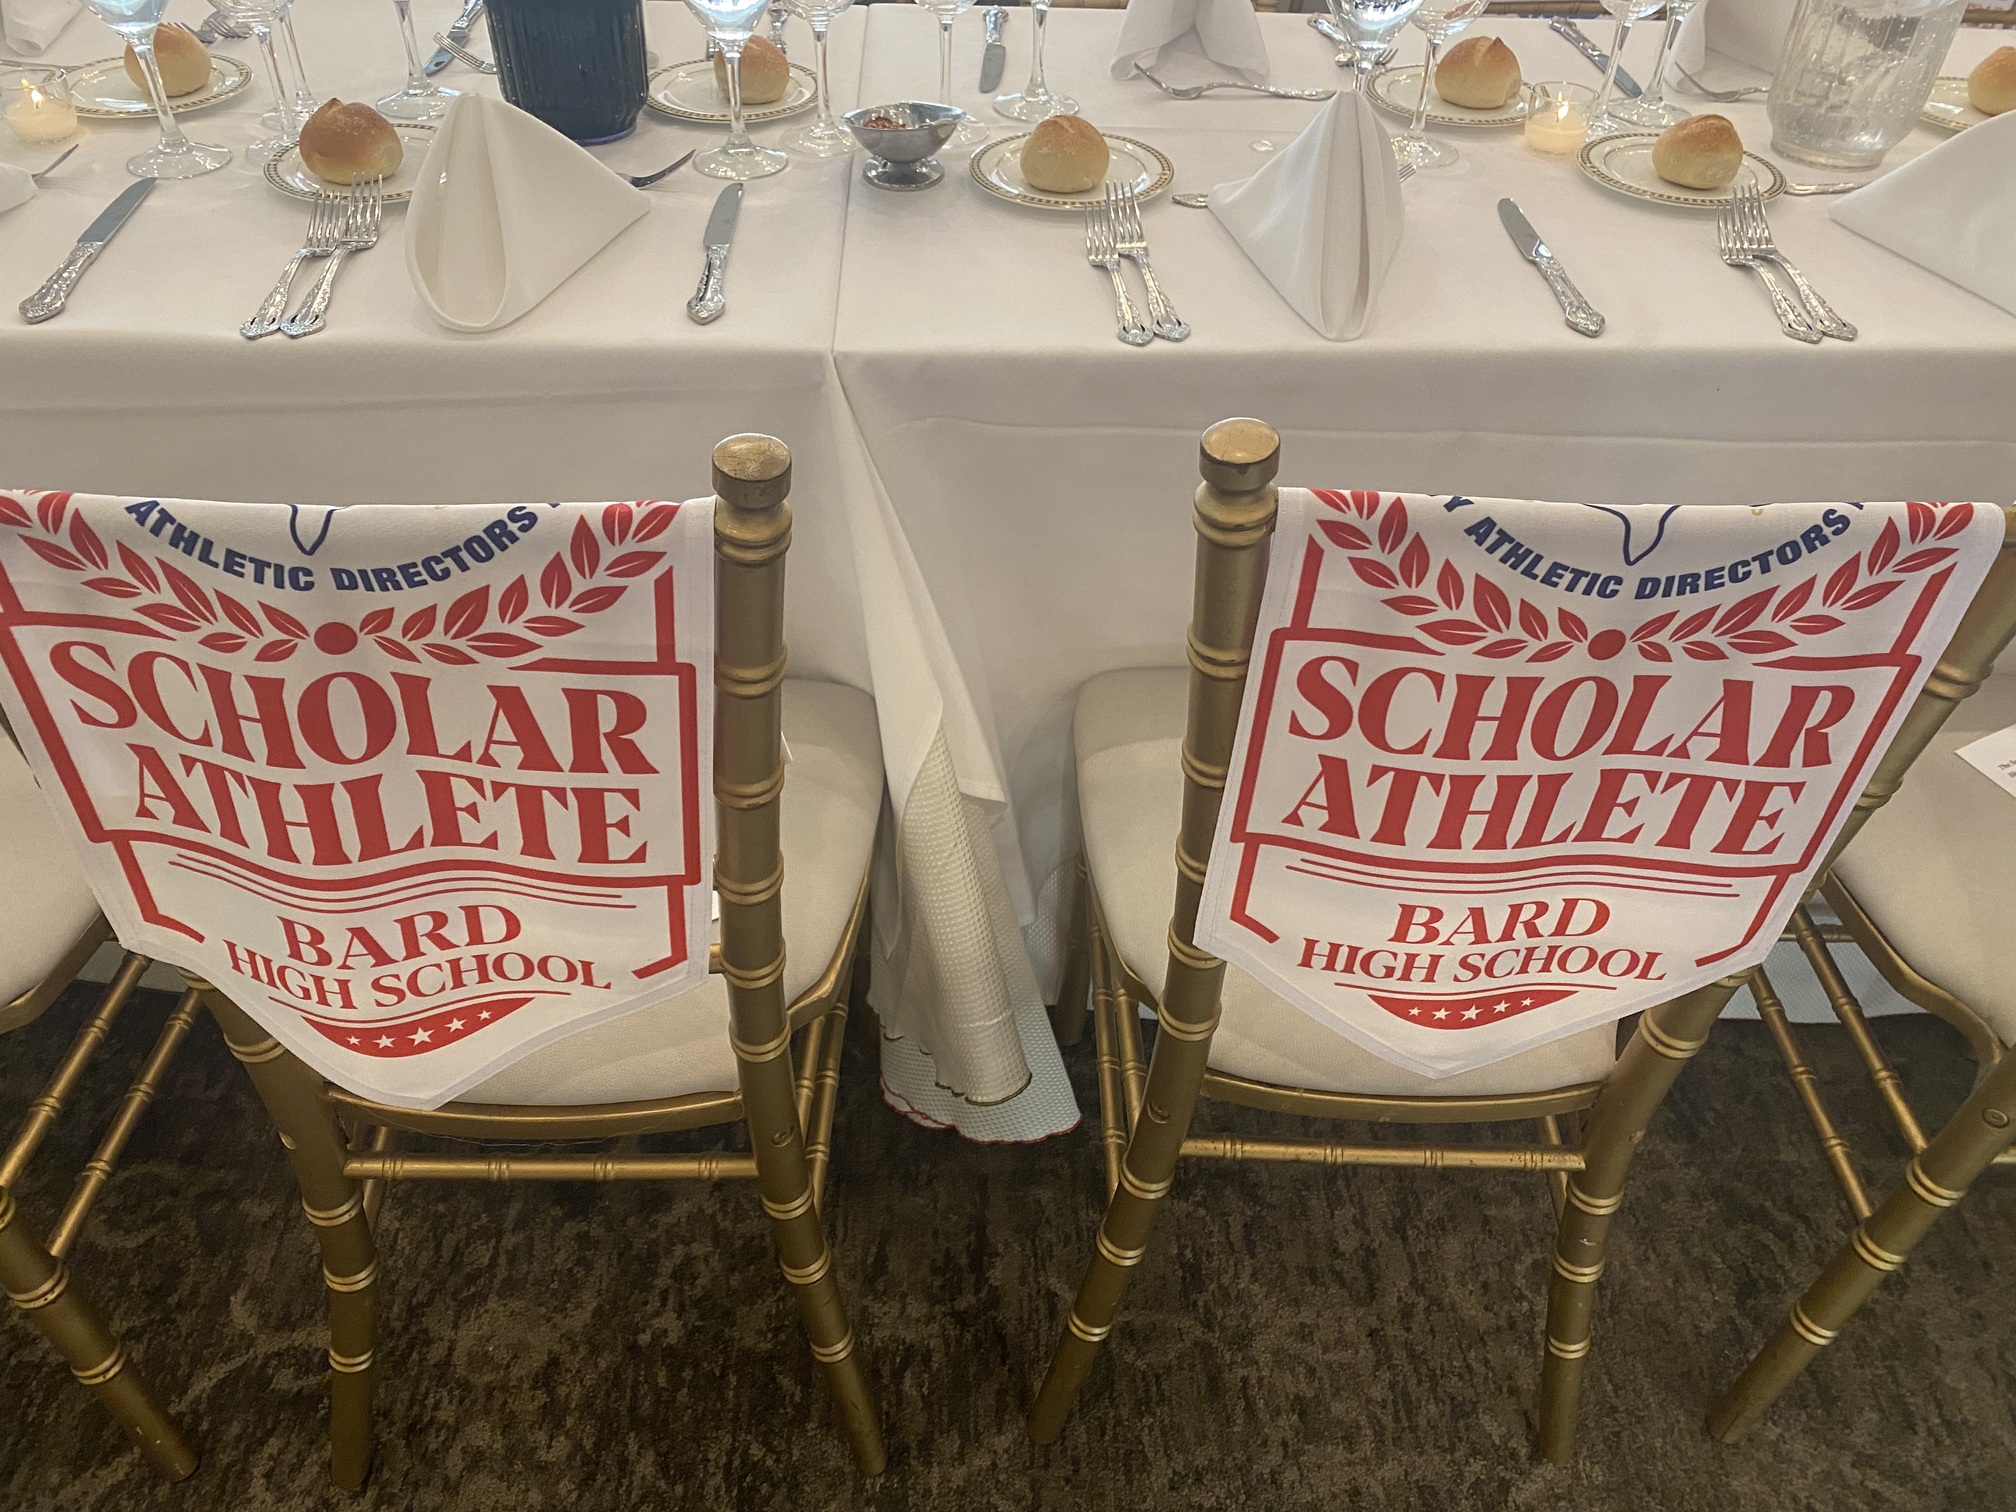 ATHLETIC DIRECTORS
SCHOLAR
ATHLETE
BARD
HIGH SCHOOL
Y ATHLETIC DIRECTORS
SCHOLAR
ATHLETE
BARD
HIGH SCHOOL